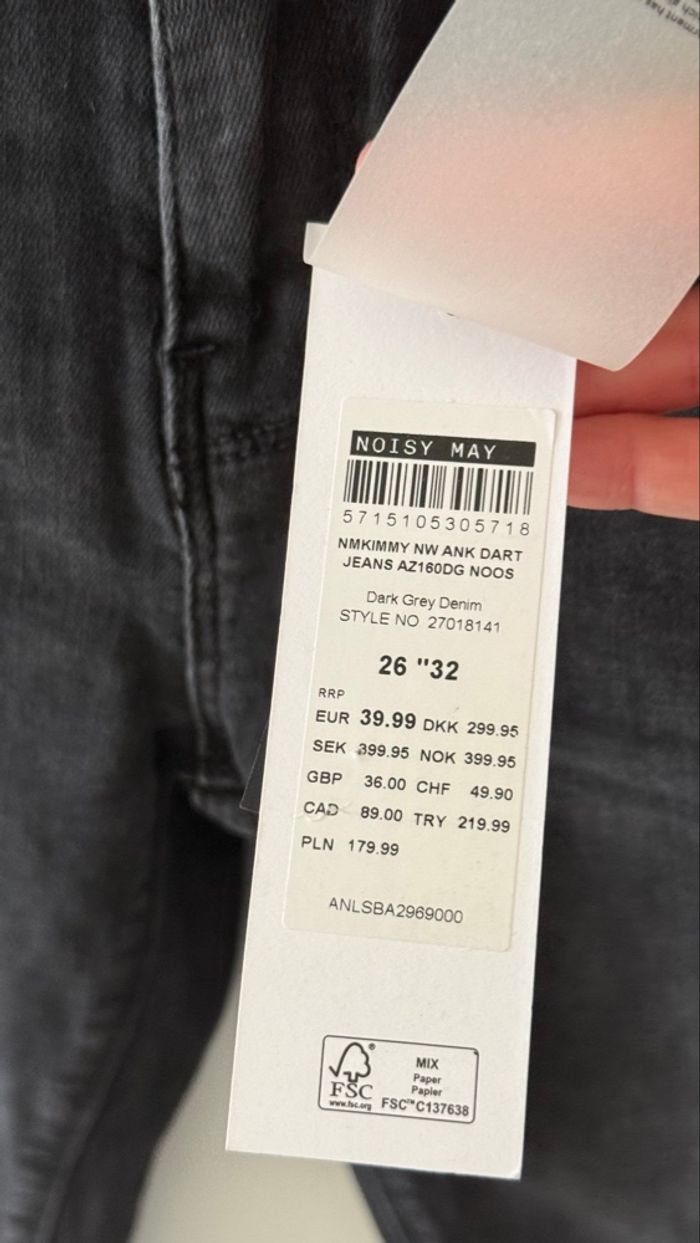 NOISY MAY
5715105305718
NMKIMMY NW ANK DART
JEANS AZ160DG NOOS
Dark Grey Denim
STYLE NO 27018141
26 "32
RRP
EUR 39.99 DKK 299.95
SEK 399.95 NOK 399.95
GBP 36.00 CHF 49.90
CAD 89.00 TRY 219.99
PLN 179.99
ANLSBA2969000
FSC®
www.fsc.org
MIX
Paper
Papier
FSC™ C137638